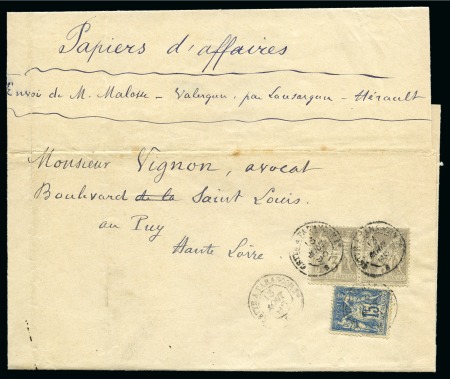 Papiers d'affaires
Envoi de M. Malosse - Valergues, par Lansargues - Hérault
Monsieur Vignon, avocat
Boulevard de la Saint Louis.
au Puy
Haute Loire
15